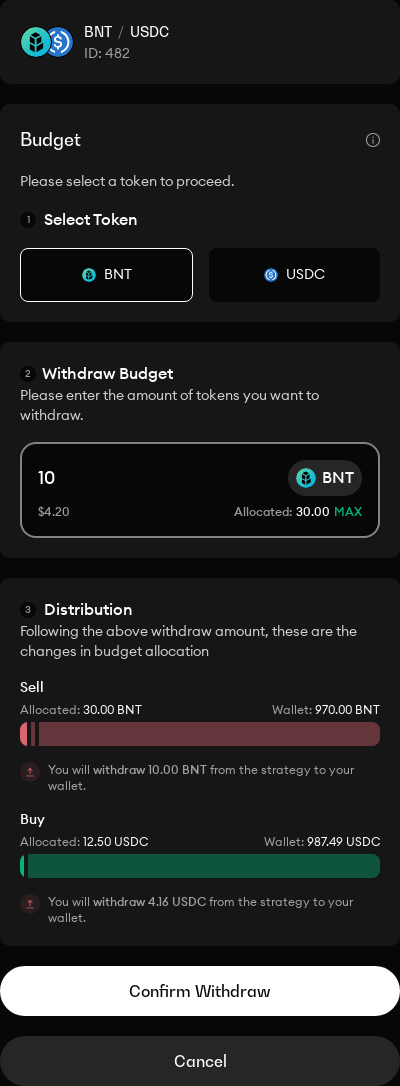 BNT / USDC
ID: 482
Budget
Please select a token to proceed.
1 Select Token
BNT
USDC
2 Withdraw Budget
Please enter the amount of tokens you want to
withdraw.
10 BNT
$4.20 Allocated: 30.00 MAX
3 Distribution
Following the above withdraw amount, these are the
changes in budget allocation
Sell
Allocated: 30.00 BNT Wallet: 970.00 BNT
You will withdraw 10.00 BNT from the strategy to your
wallet.
Buy
Allocated: 12.50 USDC Wallet: 987.49 USDC
You will withdraw 4.16 USDC from the strategy to your
wallet.
Confirm Withdraw
Cancel